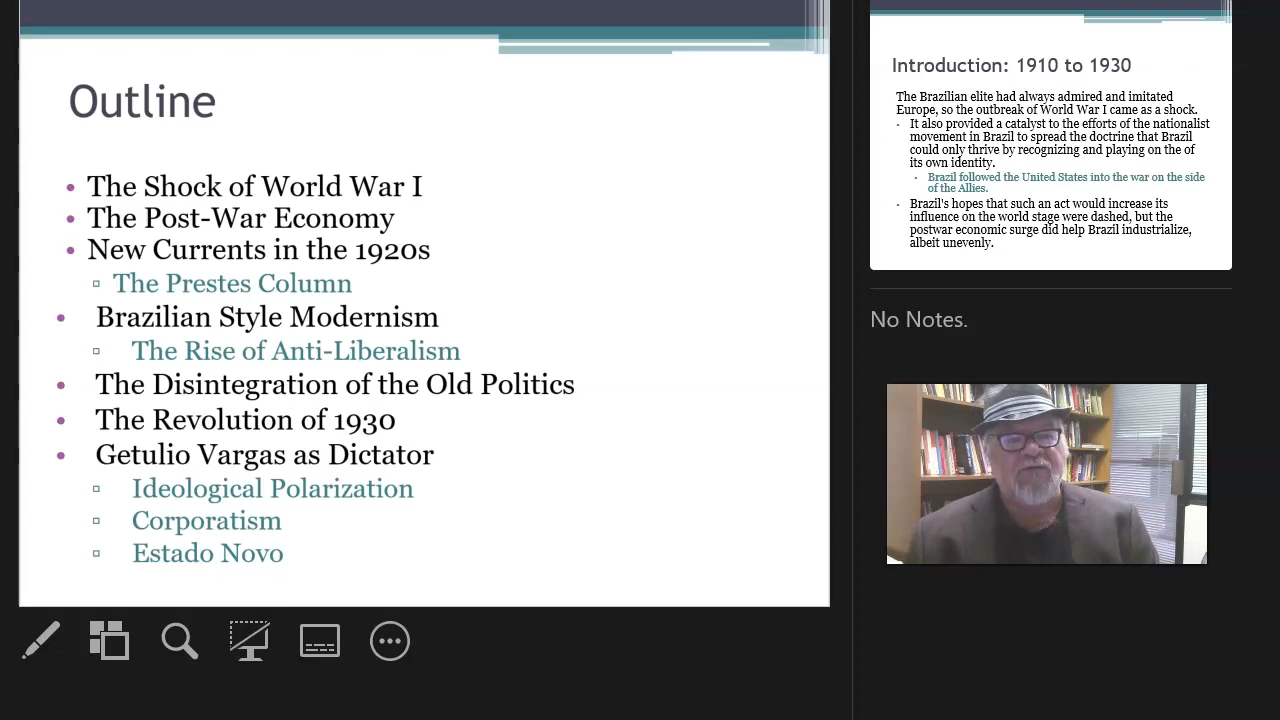 Outline
• The Shock of World War I
• The Post-War Economy
• New Currents in the 1920s
▫ The Prestes Column
• Brazilian Style Modernism
▫ The Rise of Anti-Liberalism
• The Disintegration of the Old Politics
• The Revolution of 1930
• Getulio Vargas as Dictator
▫ Ideological Polarization
▫ Corporatism
▫ Estado Novo
Introduction: 1910 to 1930
The Brazilian elite had always admired and imitated
Europe, so the outbreak of World War I came as a shock.
• It also provided a catalyst to the efforts of the nationalist
movement in Brazil to spread the doctrine that Brazil
could only thrive by recognizing and playing on the of
its own identity.
• Brazil followed the United States into the war on the side
of the Allies.
• Brazil's hopes that such an act would increase its
influence on the world stage were dashed, but the
postwar economic surge did help Brazil industrialize,
albeit unevenly.
No Notes.